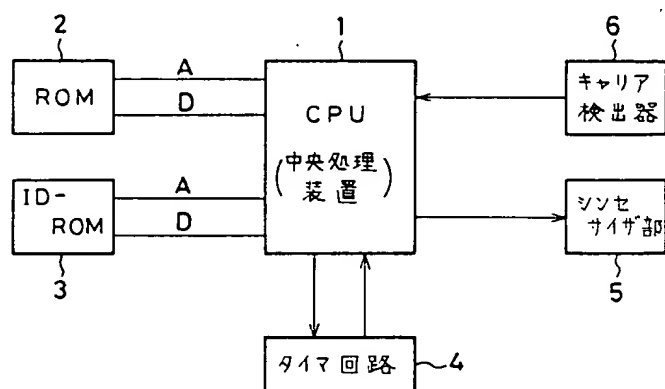 2
ROM
A
D
1
CPU
(中央処理
装置)
6
キャリア
検出器
ID-
ROM
3
A
D
シンセ
サイザ部
5
タイマ回路
4